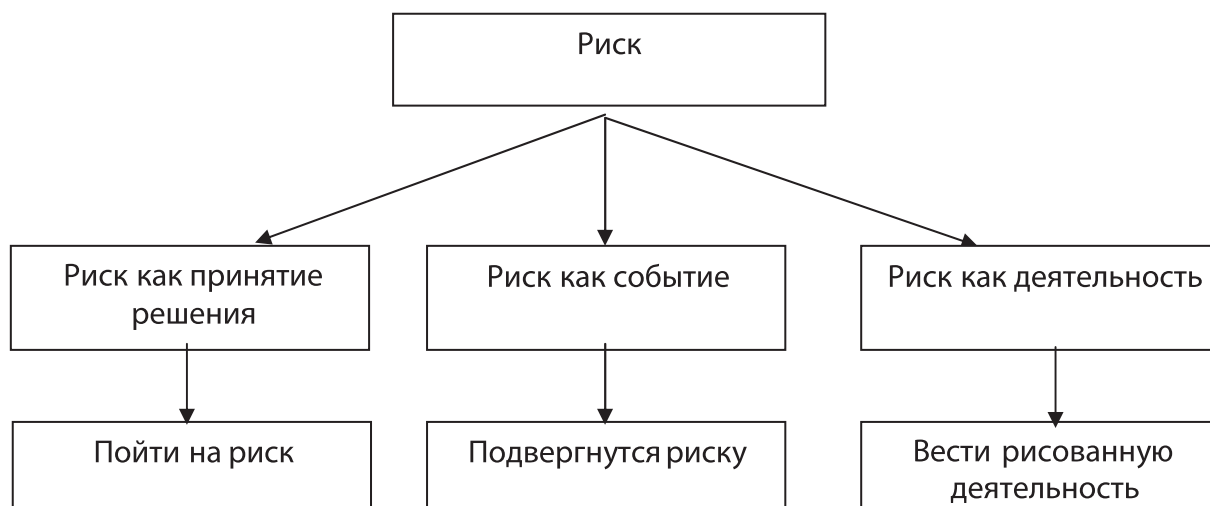 Риск
Риск как принятие
решения
Риск как событие
Риск как деятельность
Пойти на риск
Подвергнутся риску
Вести рисованную
деятельность